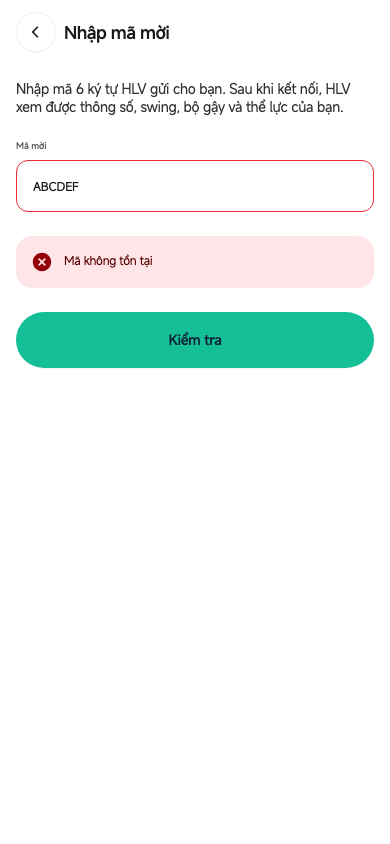 Nhập mã mời
Nhập mã 6 ký tự HLV gửi cho bạn. Sau khi kết nối, HLV
xem được thông số, swing, bộ gậy và thể lực của bạn.
Mã mời
ABCDEF
Mã không tồn tại
Kiểm tra